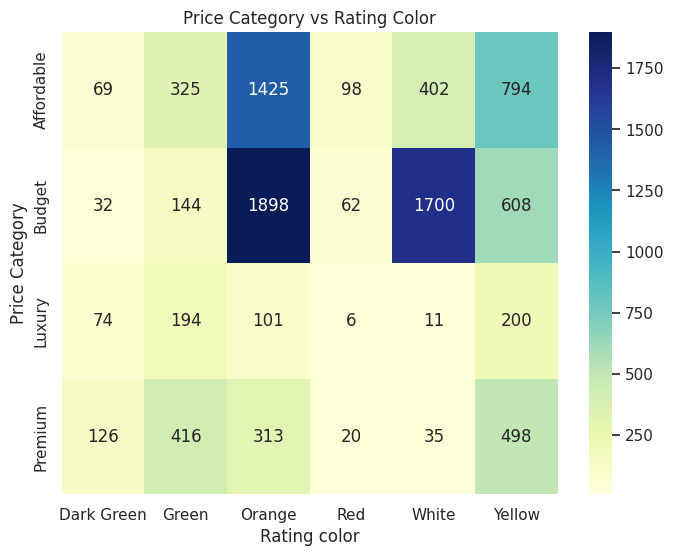 Price Category vs Rating Color
Price Category
Affordable
69 325 1425 98 402 794
Budget
32 144 1898 62 1700 608
Luxury
74 194 101 6 11 200
Premium
126 416 313 20 35 498
Dark Green Green Orange Red White Yellow
Rating color
1750
1500
1250
1000
750
500
250